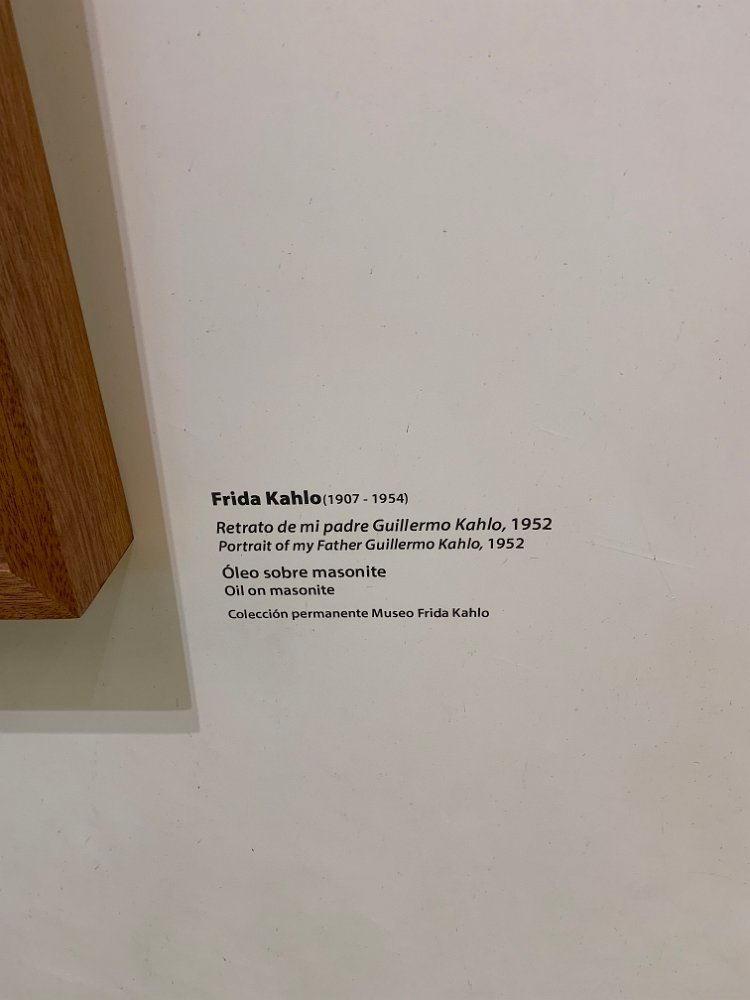 Frida Kahlo (1907 - 1954)
Retrato de mi padre Guillermo Kahlo, 1952
Portrait of my Father Guillermo Kahlo, 1952
Óleo sobre masonite
Oil on masonite
Colección permanente Museo Frida Kahlo